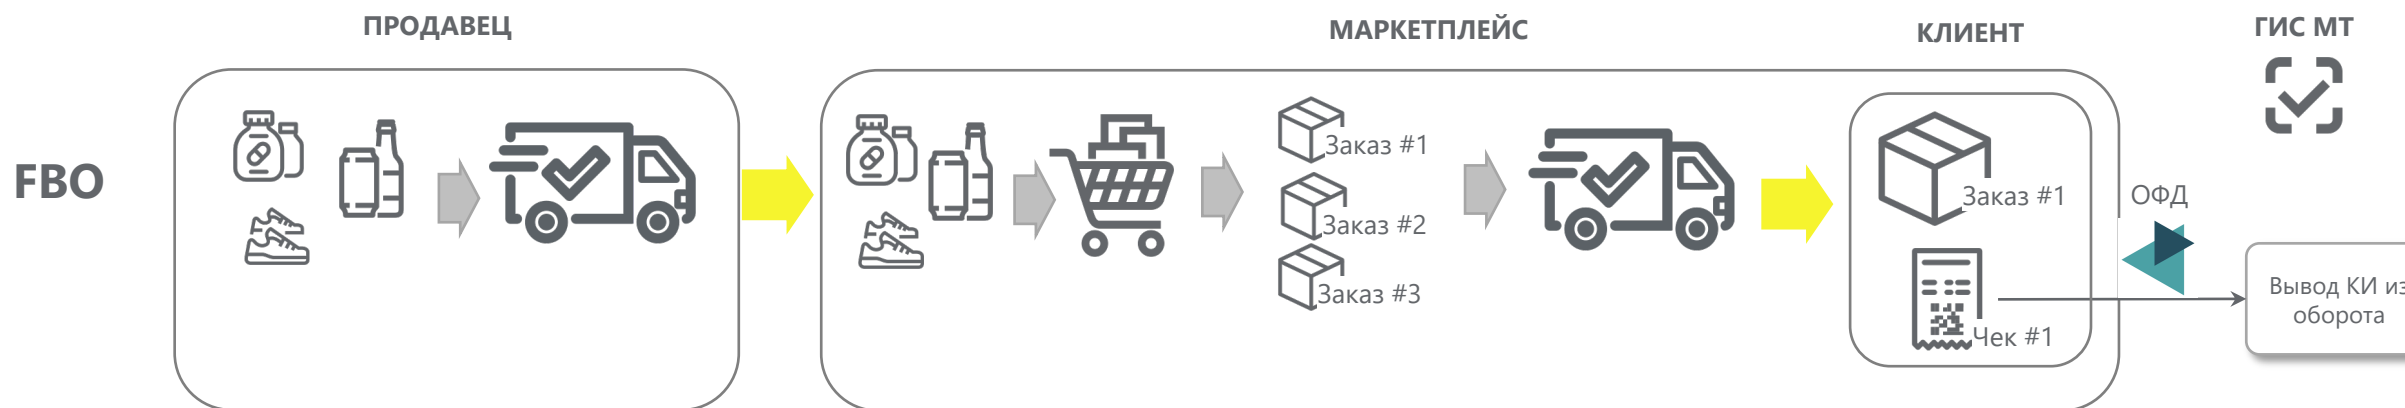 ПРОДАВЕЦ
МАРКЕТПЛЕЙС
КЛИЕНТ
ГИС МТ
FBO
Заказ #1
Заказ #2
Заказ #3
Заказ #1
ОФД
Чек #1
Вывод КИ из
оборота